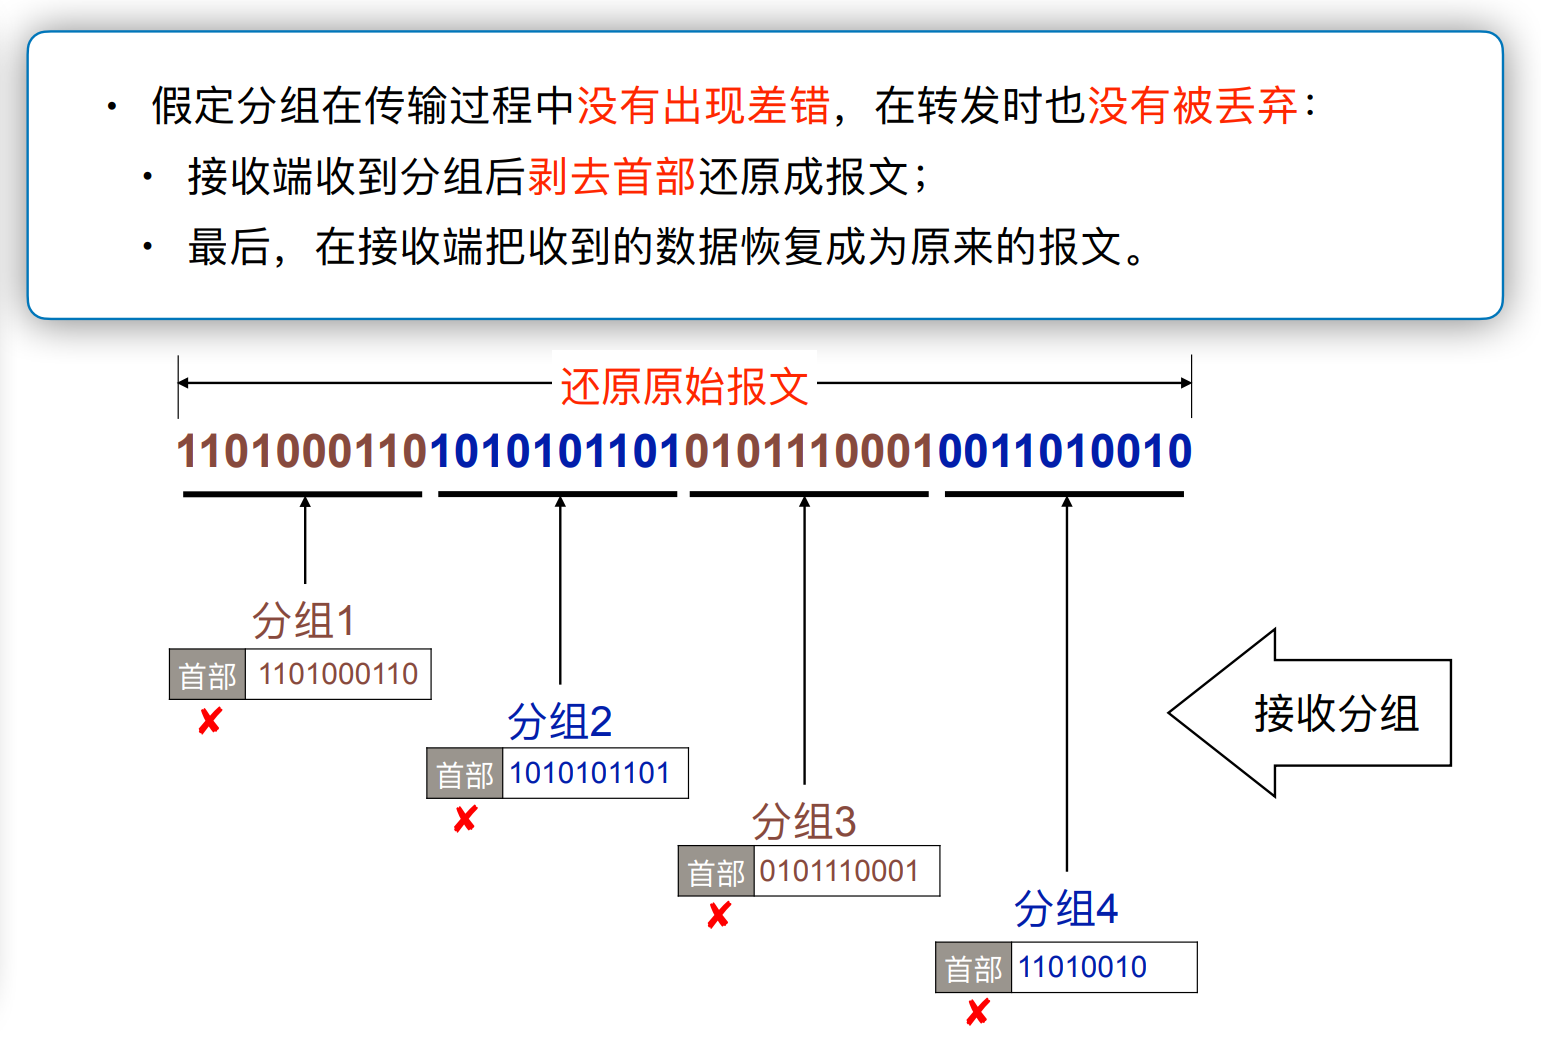 • 假定分组在传输过程中没有出现差错，在转发时也没有被丢弃：
• 接收端收到分组后剥去首部还原成报文；
• 最后，在接收端把收到的数据恢复成为原来的报文。
还原原始报文
1101000110101010110101011100010011010010
分组1
首部 1101000110
✘
分组2
首部 1010101101
✘
接收分组
分组3
首部 0101110001
✘
分组4
首部 11010010
✘